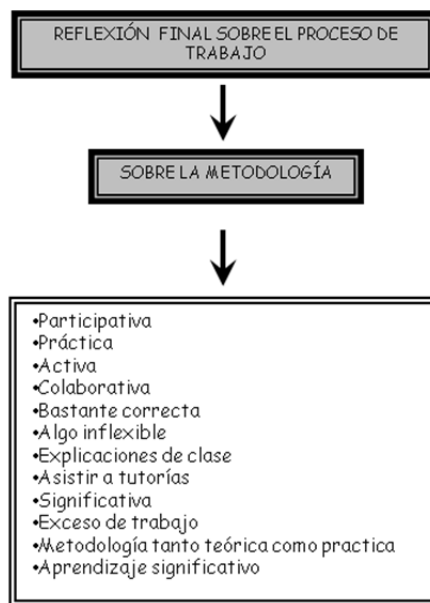 REFLEXIÓN FINAL SOBRE EL PROCESO DE
TRABAJO
SOBRE LA METODOLOGÍA
•Participativa
•Práctica
•Activa
•Colaborativa
•Bastante correcta
•Algo inflexible
•Explicaciones de clase
•Asistir a tutorías
•Significativa
•Exceso de trabajo
•Metodología tanto teórica como practica
•Aprendizaje significativo